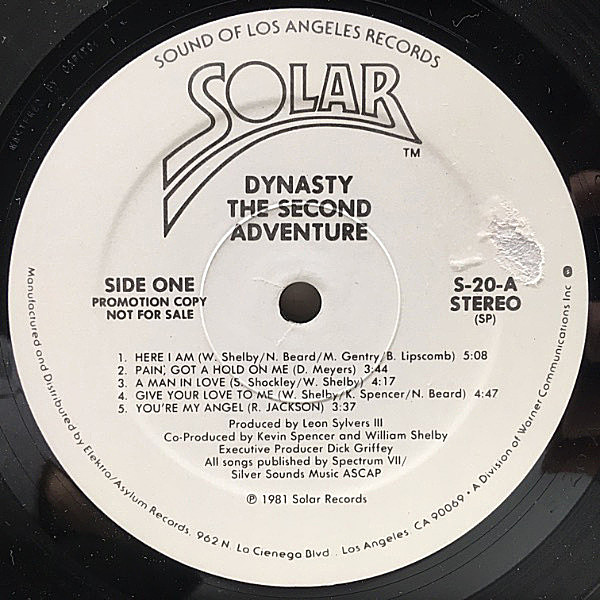 SOUND OF LOS ANGELES RECORDS
SOLAR
TM
DYNASTY
THE SECOND
ADVENTURE
SIDE ONE
PROMOTION COPY
NOT FOR SALE
S-20-A
STEREO
(SP)
1. HERE I AM (W. Shelby/N. Beard/M. Gentry/B. Lipscomb) 5:08
2. PAIN, GOT A HOLD ON ME (D. Meyers) 3:44
3. A MAN IN LOVE (S. Shockley/W. Shelby) 4:17
4. GIVE YOUR LOVE TO ME (W. Shelby/K. Spencer/N. Beard) 4:47
5. YOU'RE MY ANGEL (R. JACKSON) 3:37
Produced by Leon Sylvers III
Co-Produced by Kevin Spencer and William Shelby
Executive Producer Dick Griffey
All songs published by Spectrum VII/
Silver Sounds Music ASCAP
℗ 1981 Solar Records
Manufactured and Distributed by Elektra/Asylum Records, 962 N. La Cienega Blvd., Los Angeles, CA 90069 • A Division of Warner Communications Inc
MASTERED BY CAPITOL